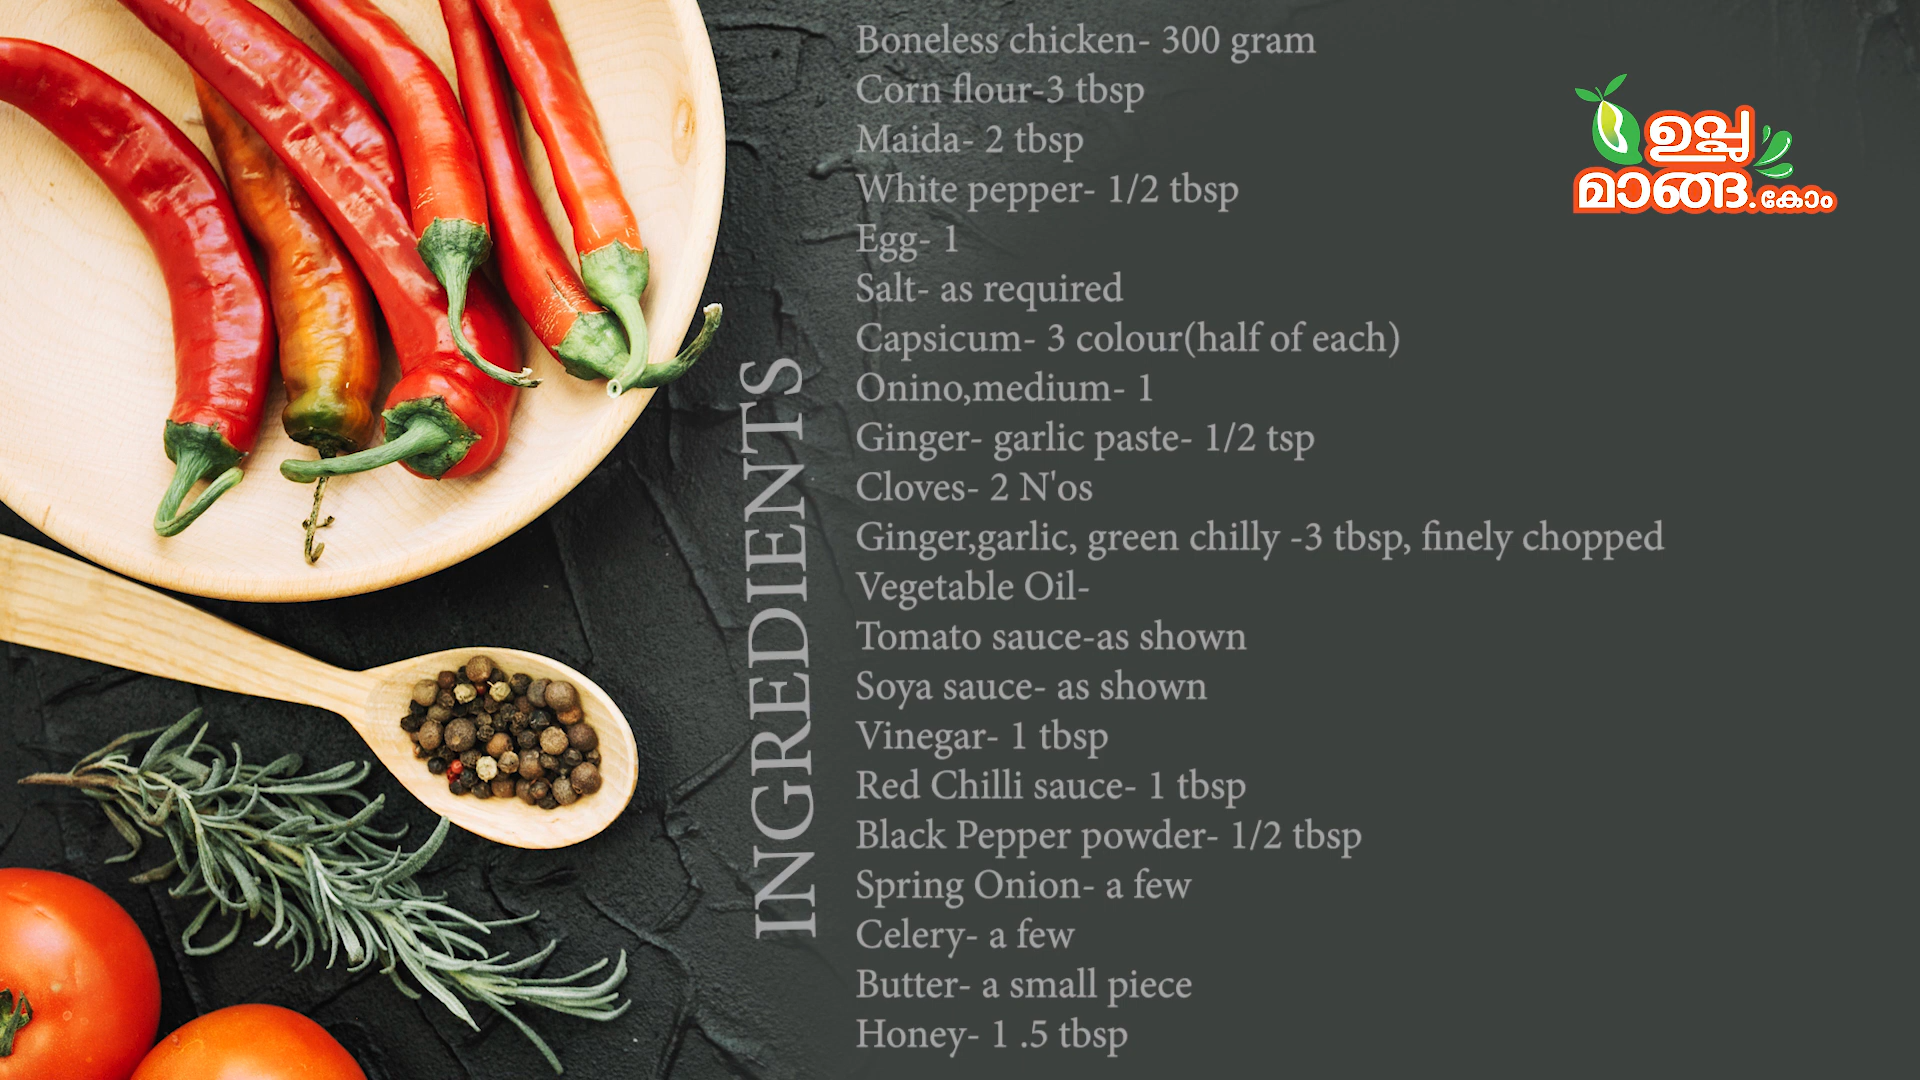 INGREDIENTS
Boneless chicken- 300 gram
Corn flour-3 tbsp
Maida- 2 tbsp
White pepper- 1/2 tbsp
Egg- 1
Salt- as required
Capsicum- 3 colour(half of each)
Onino,medium- 1
Ginger- garlic paste- 1/2 tsp
Cloves- 2 N'os
Ginger,garlic, green chilly -3 tbsp, finely chopped
Vegetable Oil-
Tomato sauce-as shown
Soya sauce- as shown
Vinegar- 1 tbsp
Red Chilli sauce- 1 tbsp
Black Pepper powder- 1/2 tbsp
Spring Onion- a few
Celery- a few
Butter- a small piece
Honey- 1 .5 tbsp
ഉപ്പു
മാങ്ങ.കോം